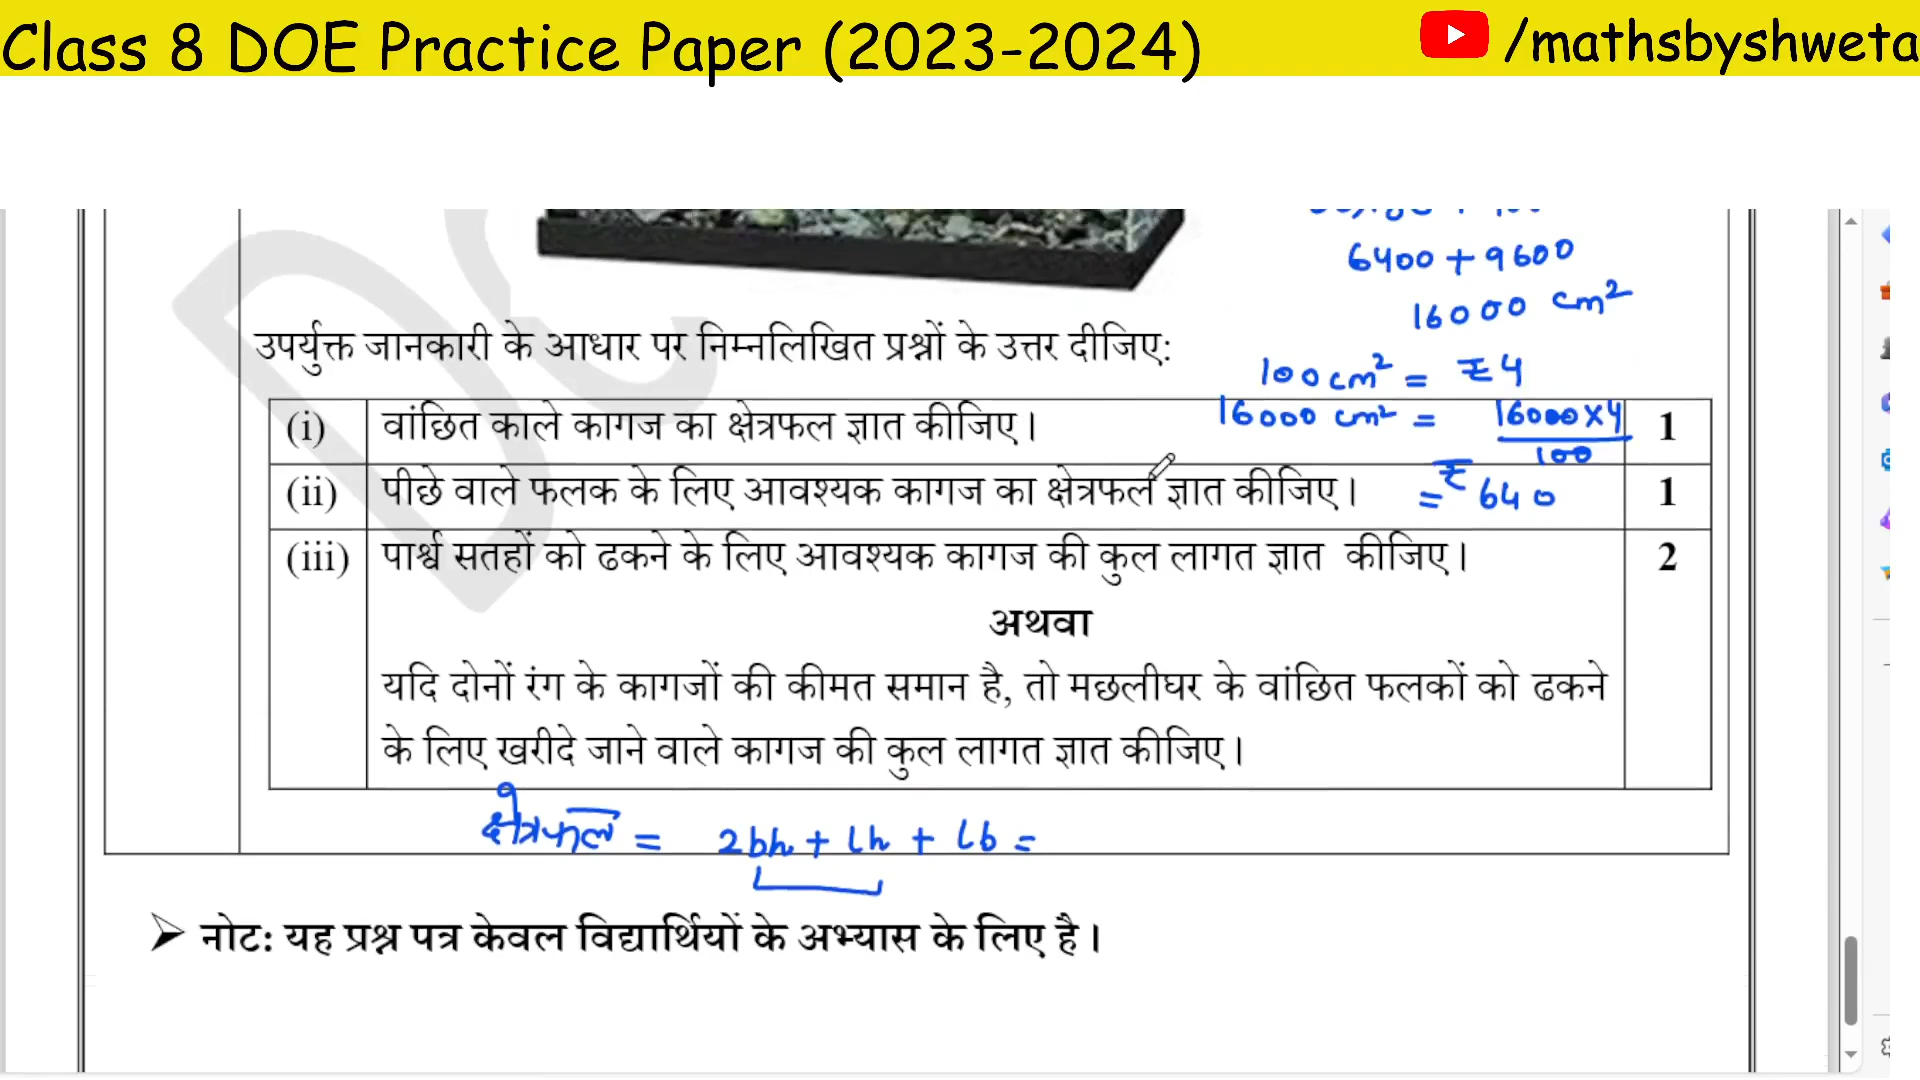 Class 8 DOE Practice Paper (2023-2024)
/mathsbyshweta
6400 + 9600
16000 cm²
उपर्युक्त जानकारी के आधार पर निम्नलिखित प्रश्नों के उत्तर दीजिए:
100 cm² = ₹ 4
16000 cm² = 16000 x 4 / 100
= ₹ 640
(i) वांछित काले कागज का क्षेत्रफल ज्ञात कीजिए। 1
(ii) पीछे वाले फलक के लिए आवश्यक कागज का क्षेत्रफल ज्ञात कीजिए। 1
(iii) पार्श्व सतहों को ढकने के लिए आवश्यक कागज की कुल लागत ज्ञात कीजिए। 2
अथवा
यदि दोनों रंग के कागजों की कीमत समान है, तो मछलीघर के वांछित फलकों को ढकने
के लिए खरीदे जाने वाले कागज की कुल लागत ज्ञात कीजिए।
क्षेत्रफल = 2bh + lh + lb =
➢ नोट: यह प्रश्न पत्र केवल विद्यार्थियों के अभ्यास के लिए है।